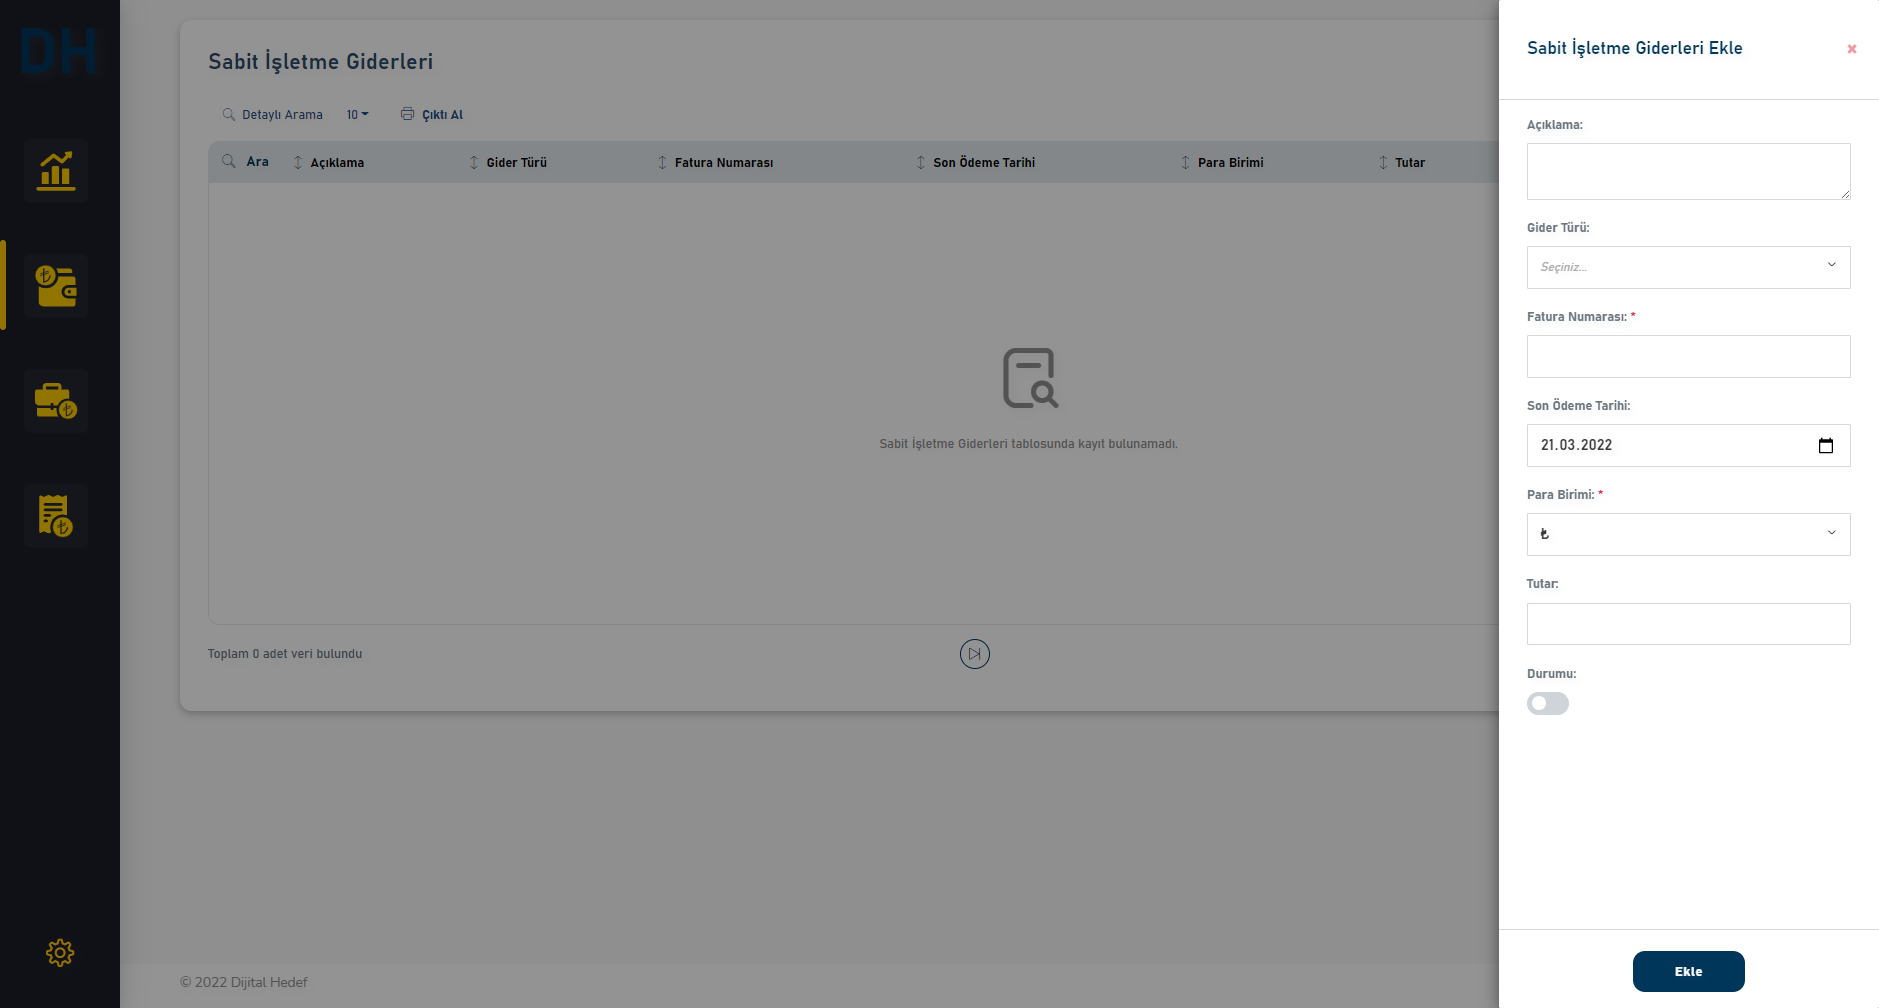 DH
Sabit İşletme Giderleri
Detaylı Arama 10 Çıktı Al
Ara Açıklama Gider Türü Fatura Numarası Son Ödeme Tarihi Para Birimi Tutar
Sabit İşletme Giderleri tablosunda kayıt bulunamadı.
Toplam 0 adet veri bulundu
© 2022 Dijital Hedef
Sabit İşletme Giderleri Ekle
Açıklama:
Gider Türü:
Seçiniz...
Fatura Numarası: *
Son Ödeme Tarihi:
21.03.2022
Para Birimi: *
₺
Tutar:
Durumu:
Ekle